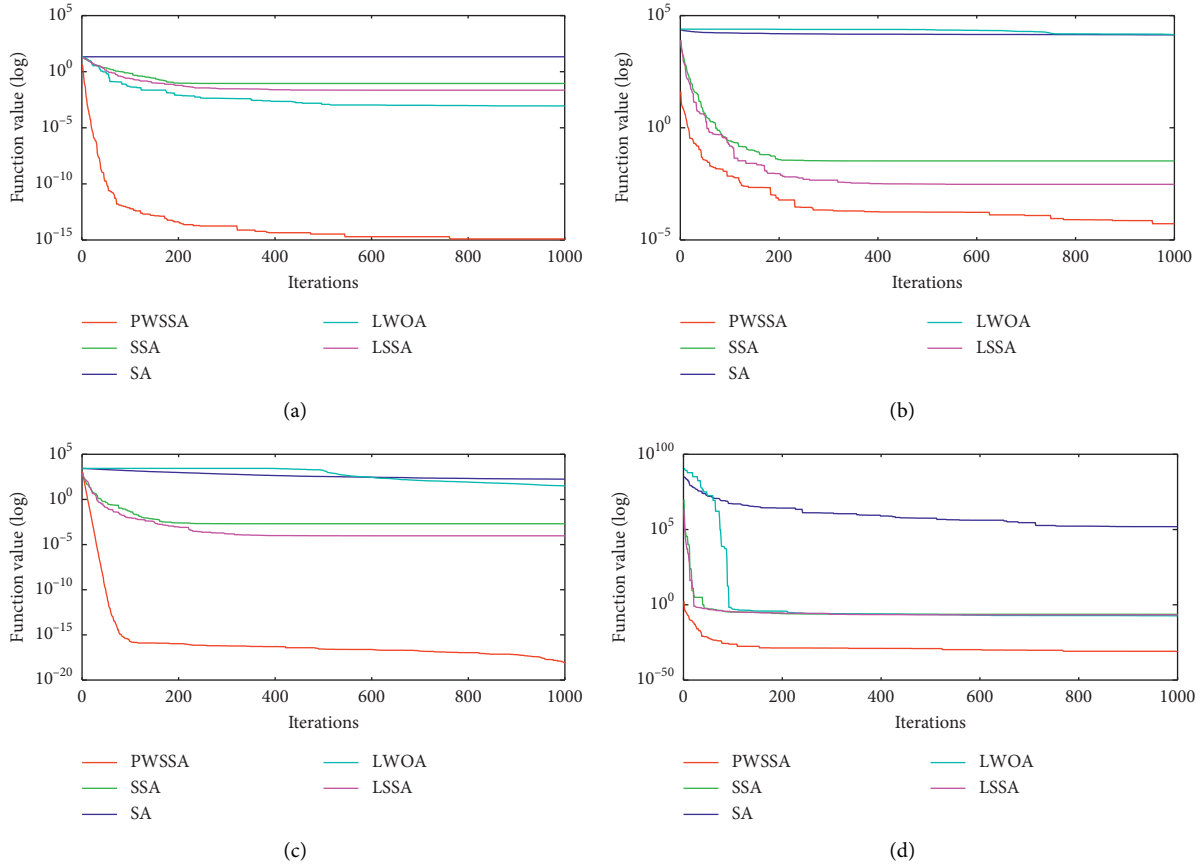 Function value (log)
10^5
10^0
10^−5
10^−10
10^−15
0 200 400 600 800 1000
Iterations
PWSSA
SSA
SA
LWOA
LSSA
(a)
Function value (log)
10^5
10^0
10^−5
0 200 400 600 800 1000
Iterations
PWSSA
SSA
SA
LWOA
LSSA
(b)
Function value (log)
10^5
10^0
10^−5
10^−10
10^−15
10^−20
0 200 400 600 800 1000
Iterations
PWSSA
SSA
SA
LWOA
LSSA
(c)
Function value (log)
10^100
10^5
10^0
10^−50
0 200 400 600 800 1000
Iterations
PWSSA
SSA
SA
LWOA
LSSA
(d)